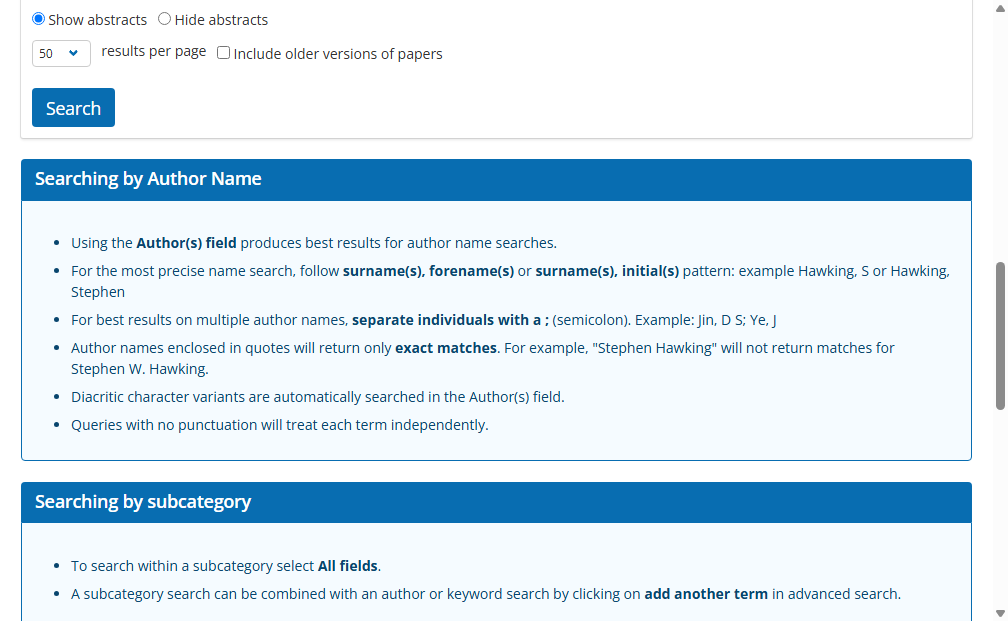 Show abstracts Hide abstracts
50 results per page Include older versions of papers
Search
Searching by Author Name
Using the Author(s) field produces best results for author name searches.
For the most precise name search, follow surname(s), forename(s) or surname(s), initial(s) pattern: example Hawking, S or Hawking,
Stephen
For best results on multiple author names, separate individuals with a ; (semicolon). Example: Jin, D S; Ye, J
Author names enclosed in quotes will return only exact matches. For example, "Stephen Hawking" will not return matches for
Stephen W. Hawking.
Diacritic character variants are automatically searched in the Author(s) field.
Queries with no punctuation will treat each term independently.
Searching by subcategory
To search within a subcategory select All fields.
A subcategory search can be combined with an author or keyword search by clicking on add another term in advanced search.